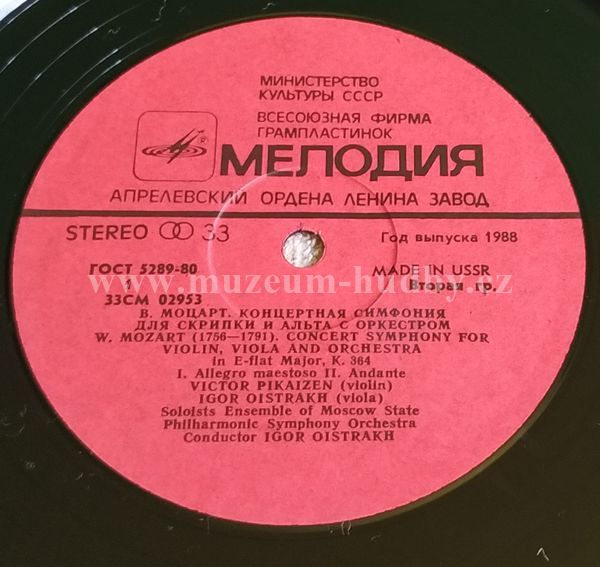 МИНИСТЕРСТВО
КУЛЬТУРЫ СССР
ВСЕСОЮЗНАЯ ФИРМА
ГРАМПЛАСТИНОК
МЕЛОДИЯ
АПРЕЛЕВСКИЙ ОРДЕНА ЛЕНИНА ЗАВОД
STEREO 33
Год выпуска 1988
ГОСТ 5289-80
MADE IN USSR
1
Вторая гр.
www.muzeum-hudby.cz
33СМ 02953
В. МОЦАРТ. КОНЦЕРТНАЯ СИМФОНИЯ
ДЛЯ СКРИПКИ И АЛЬТА С ОРКЕСТРОМ
W. MOZART (1756—1791). CONCERT SYMPHONY FOR
VIOLIN, VIOLA AND ORCHESTRA
in E-flat Major, K. 364
I. Allegro maestoso II. Andante
VICTOR PIKAIZEN (violin)
IGOR OISTRAKH (viola)
Soloists Ensemble of Moscow State
Philharmonic Symphony Orchestra
Conductor IGOR OISTRAKH